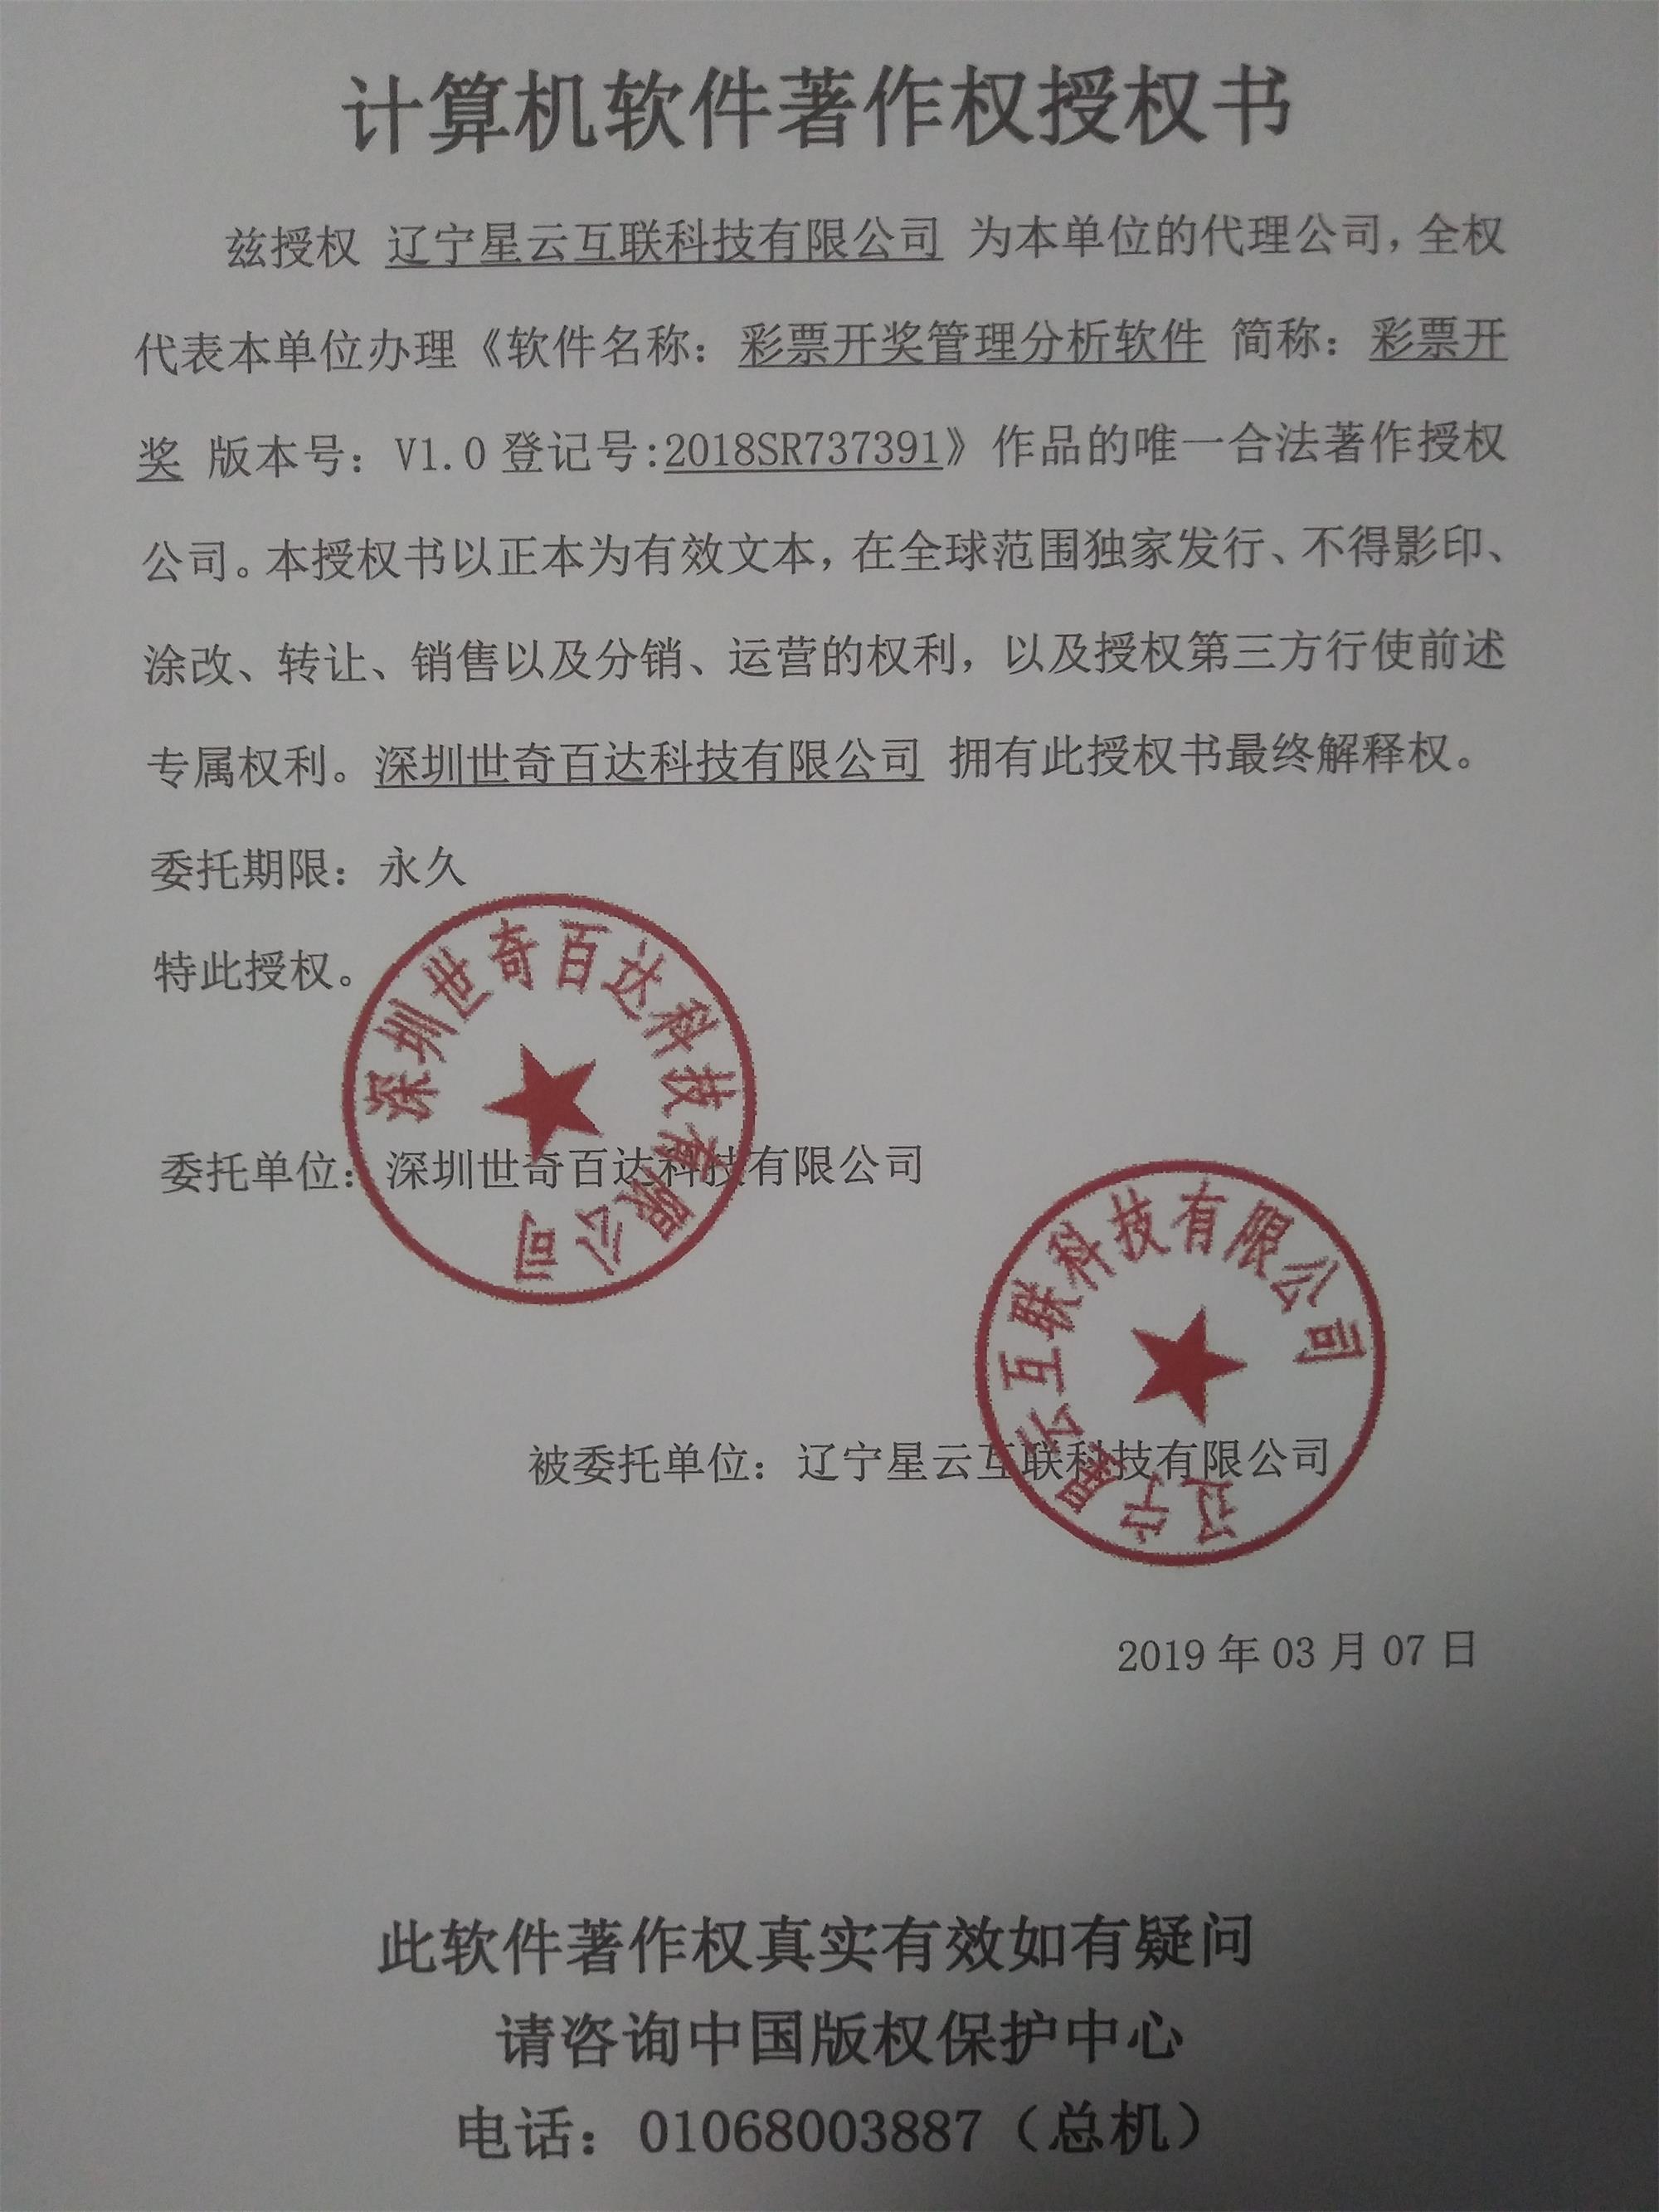 计算机软件著作权授权书
兹授权 辽宁星云互联科技有限公司 为本单位的代理公司，全权
代表本单位办理《软件名称：彩票开奖管理分析软件 简称：彩票开
奖 版本号：V1.0 登记号:2018SR737391》作品的唯一合法著作授权
公司。本授权书以正本为有效文本，在全球范围独家发行、不得影印、
涂改、转让、销售以及分销、运营的权利，以及授权第三方行使前述
专属权利。深圳世奇百达科技有限公司 拥有此授权书最终解释权。
委托期限：永久
特此授权。
深圳世奇百达科技有限公司
委托单位：深圳世奇百达科技有限公司
辽宁星云互联科技有限公司
被委托单位：辽宁星云互联科技有限公司
2019 年 03 月 07 日
此软件著作权真实有效如有疑问
请咨询中国版权保护中心
电话：01068003887（总机）